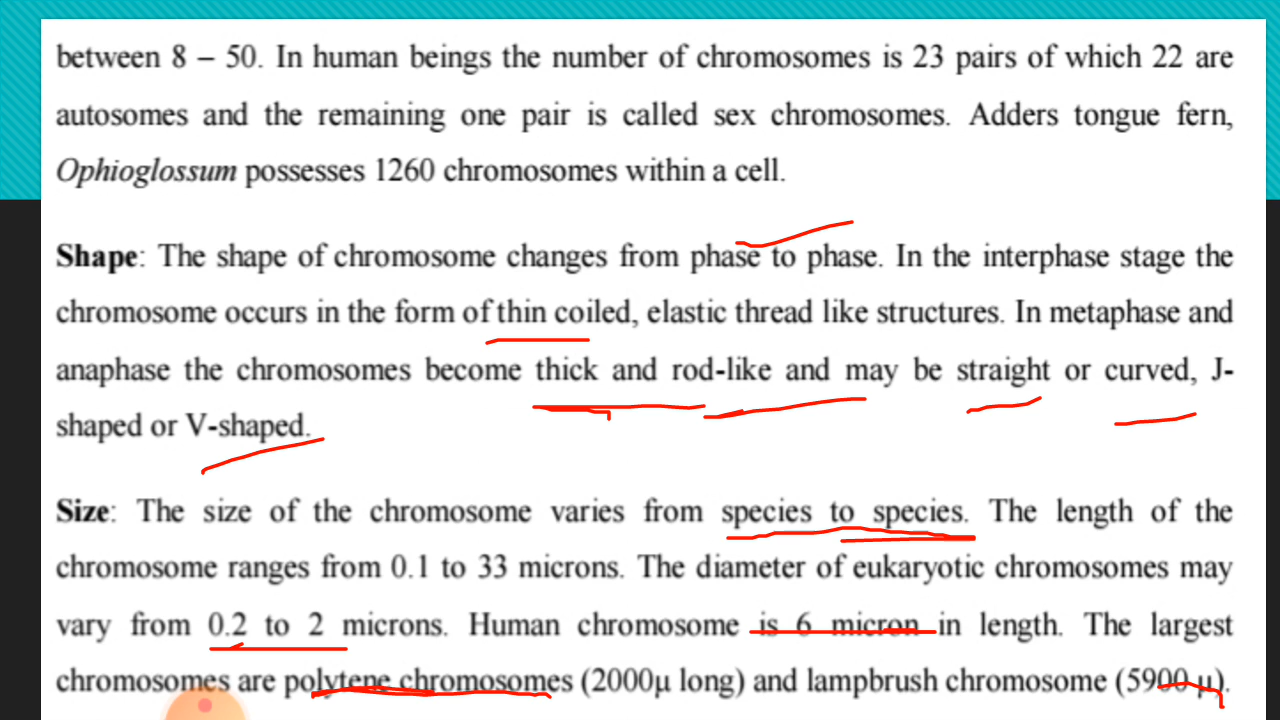 between 8 – 50. In human beings the number of chromosomes is 23 pairs of which 22 are
autosomes and the remaining one pair is called sex chromosomes. Adders tongue fern,
Ophioglossum possesses 1260 chromosomes within a cell.
Shape: The shape of chromosome changes from phase to phase. In the interphase stage the
chromosome occurs in the form of thin coiled, elastic thread like structures. In metaphase and
anaphase the chromosomes become thick and rod-like and may be straight or curved, J-
shaped or V-shaped.
Size: The size of the chromosome varies from species to species. The length of the
chromosome ranges from 0.1 to 33 microns. The diameter of eukaryotic chromosomes may
vary from 0.2 to 2 microns. Human chromosome is 6 micron in length. The largest
chromosomes are polytene chromosomes (2000μ long) and lampbrush chromosome (5900 μ).